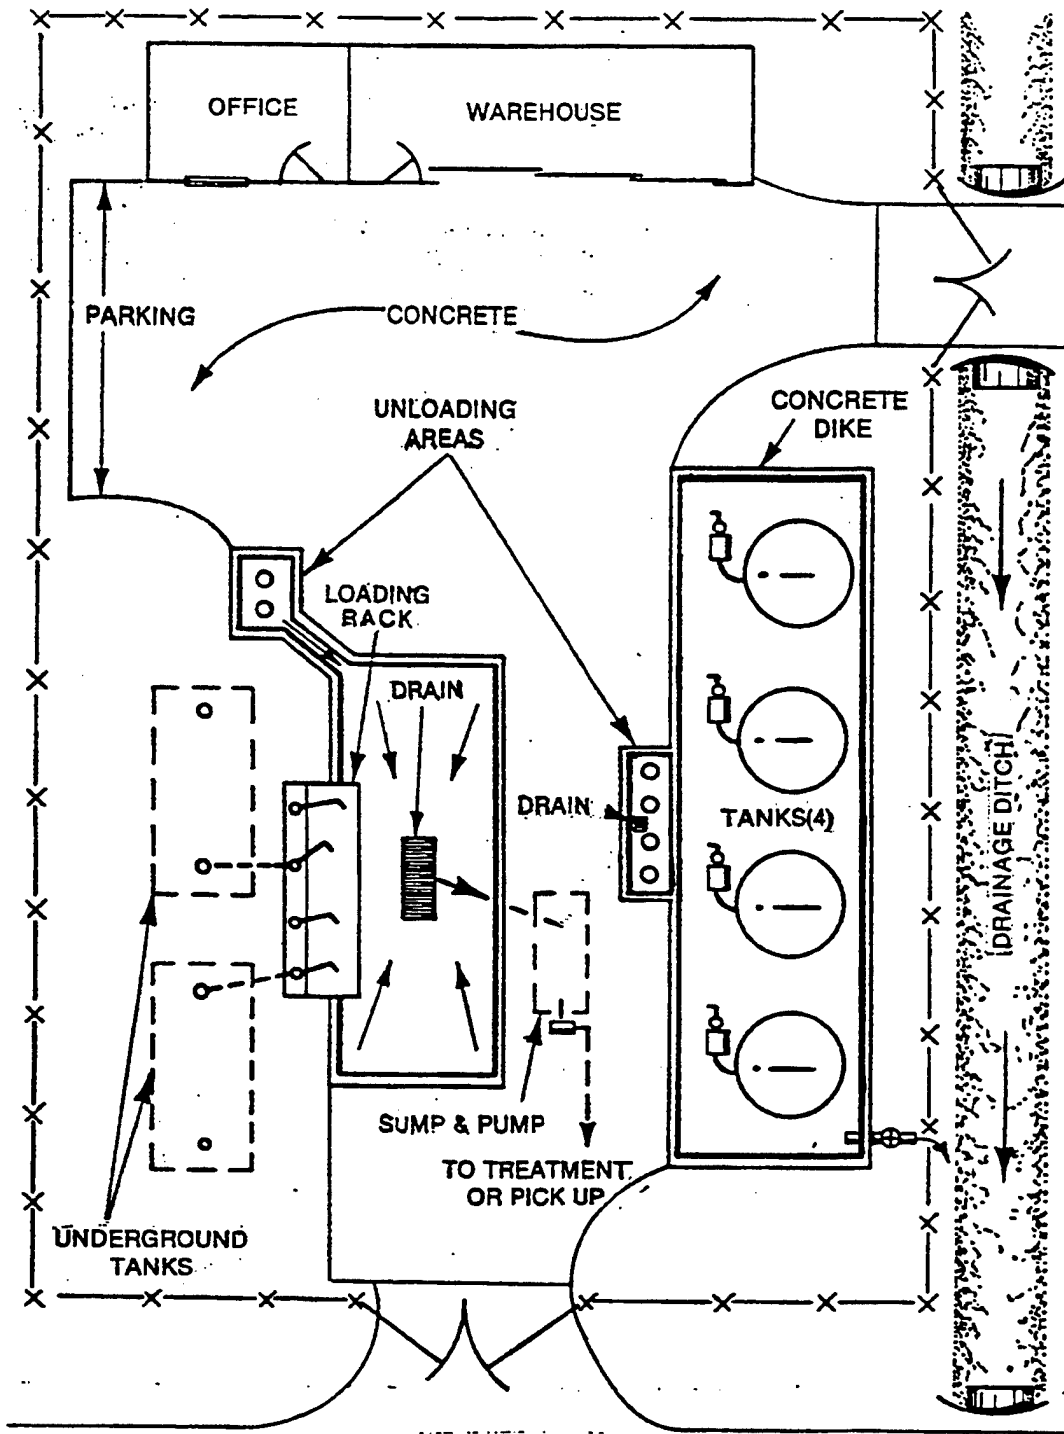 OFFICE
WAREHOUSE
PARKING
CONCRETE
UNLOADING
AREAS
CONCRETE
DIKE
LOADING
RACK
DRAIN
DRAIN
TANKS(4)
DRAINAGE DITCH
SUMP & PUMP
TO TREATMENT
OR PICK UP
UNDERGROUND
TANKS